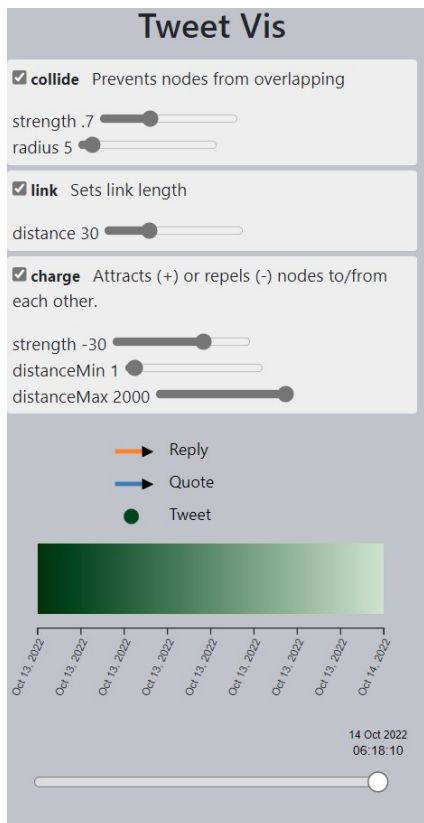 Tweet Vis
collide Prevents nodes from overlapping
strength .7
radius 5
link Sets link length
distance 30
charge Attracts (+) or repels (-) nodes to/from
each other.
strength -30
distanceMin 1
distanceMax 2000
Reply
Quote
Tweet
Oct 13, 2022
Oct 13, 2022
Oct 13, 2022
Oct 13, 2022
Oct 13, 2022
Oct 13, 2022
Oct 13, 2022
Oct 13, 2022
Oct 14, 2022
14 Oct 2022
06:18:10